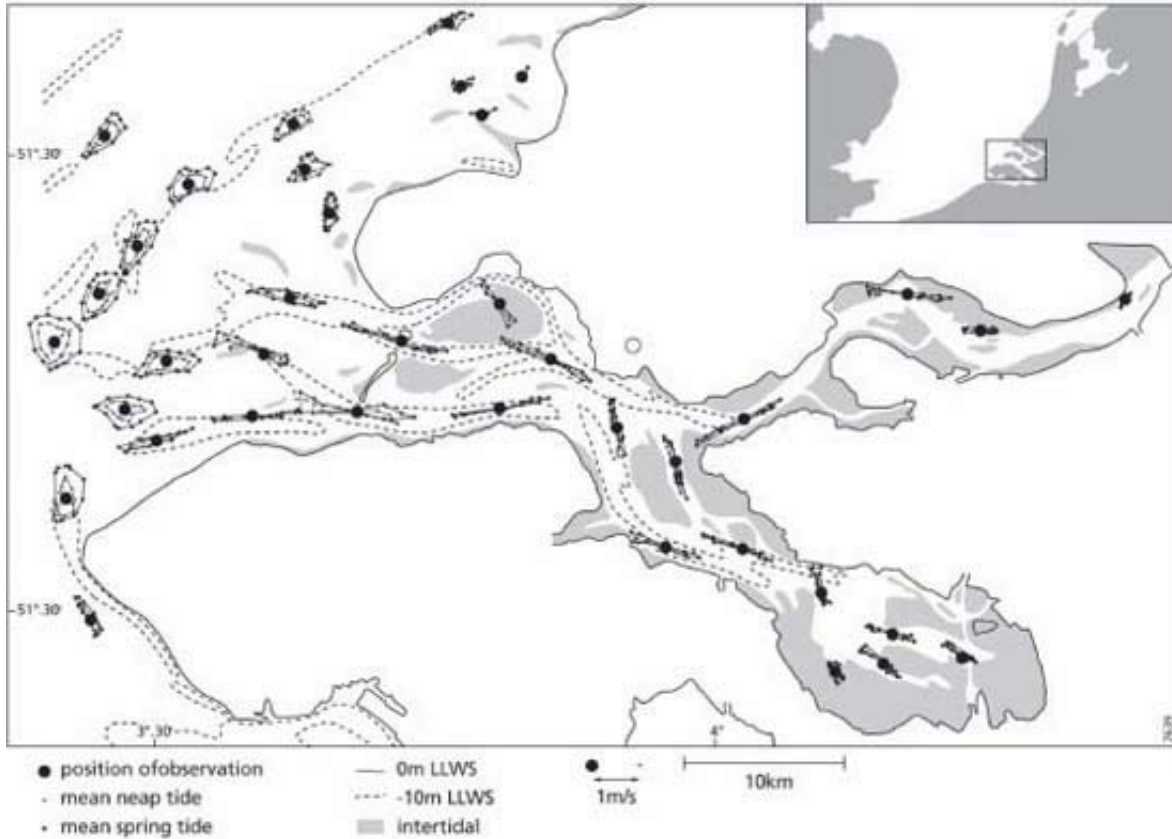 -51°.30'
-51°.30'
3°.30'
4°
7639
position ofobservation
mean neap tide
mean spring tide
0m LLWS
-10m LLWS
intertidal
1m/s
10km